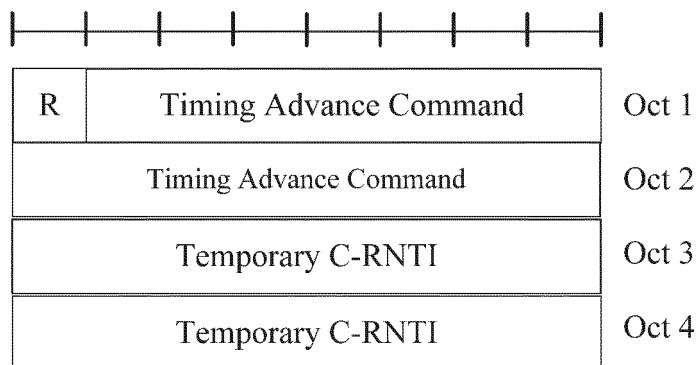 R Timing Advance Command Oct 1
Timing Advance Command Oct 2
Temporary C-RNTI Oct 3
Temporary C-RNTI Oct 4